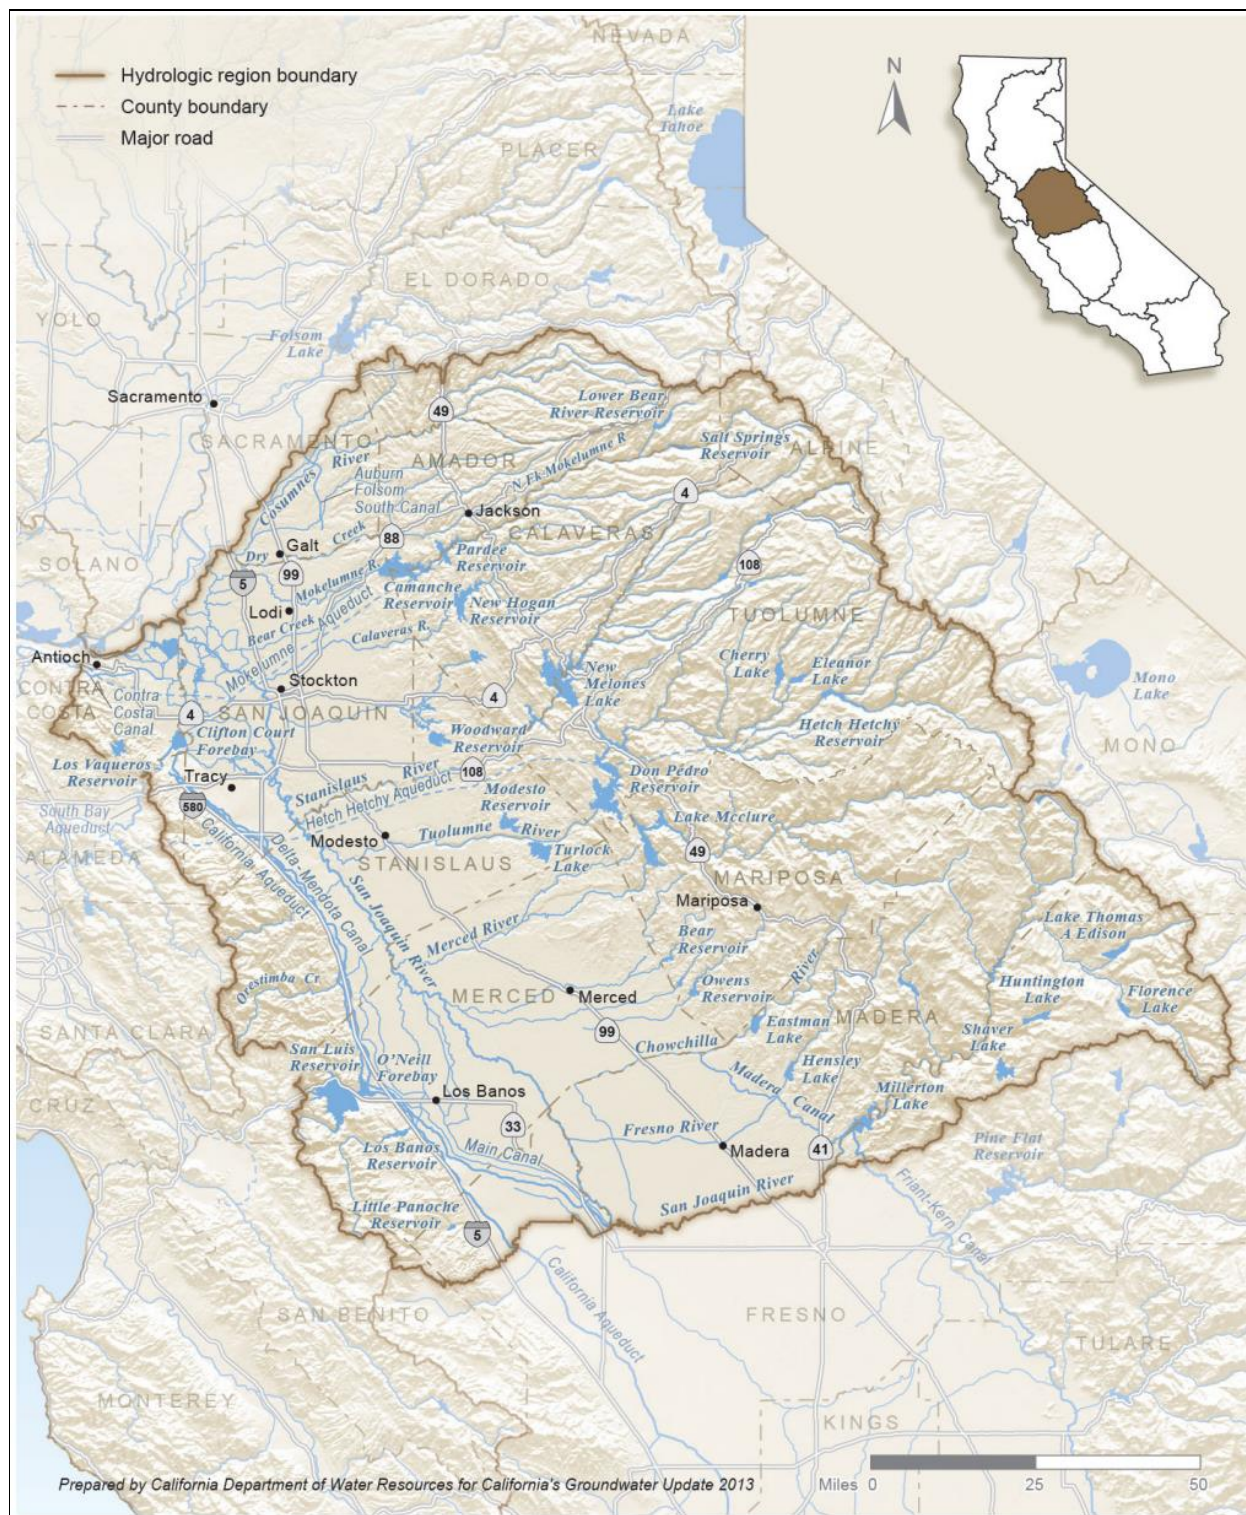 NEVADA
Hydrologic region boundary
County boundary
Major road
N
Lake
Tahoe
PLACER
EL DORADO
YOLO
Folsom
Lake
Sacramento
SACRAMENTO
49
Lower Bear
River Reservoir
Salt Springs
Reservoir
ALPINE
Cosumnes
River
AMADOR
N Fk Mokelumne R
Auburn
Folsom
South Canal
4
Jackson
CALAVERAS
Galt
Dry
Creek
88
Pardee
Reservoir
SOLANO
5
99
Mokelumne R.
Camanche
Reservoir
108
Lodi
Bear Creek
Mokelumne Aqueduct
New Hogan
Reservoir
Calaveras R.
TUOLUMNE
Antioch
CONTRA
COSTA
Contra
Costa
Canal
Stockton
4
New
Melones
Lake
Cherry
Lake
Eleanor
Lake
Mono
Lake
4
SAN JOAQUIN
Clifton Court
Forebay
Woodward
Reservoir
Hetch Hetchy
Reservoir
MONO
Los Vaqueros
Reservoir
Tracy
Stanislaus
River
108
Don Pedro
Reservoir
580
Hetch Hetchy Aqueduct
Modesto
Reservoir
South Bay
Aqueduct
California Aqueduct
Delta-Mendota Canal
Modesto
Tuolumne
River
Lake Mcclure
ALAMEDA
STANISLAUS
Turlock
Lake
49
MARIPOSA
San Joaquin River
Mariposa
Merced River
Bear
Reservoir
Lake Thomas
A Edison
Orestimba Cr
MERCED
Merced
Owens
Reservoir
River
Huntington
Lake
Florence
Lake
SANTA CLARA
99
Eastman
Lake
MADERA
Shaver
Lake
Chowchilla
San Luis
Reservoir
O'Neill
Forebay
Hensley
Lake
Madera
Canal
Millerton
Lake
CRUZ
Los Banos
33
Fresno River
Los Banos
Reservoir
Main Canal
Madera
41
Pine Flat
Reservoir
Little Panoche
Reservoir
San Joaquin River
Friant-Kern Canal
5
California Aqueduct
SAN BENITO
FRESNO
TULARE
MONTEREY
KINGS
Prepared by California Department of Water Resources for California's Groundwater Update 2013
Miles 0 25 50